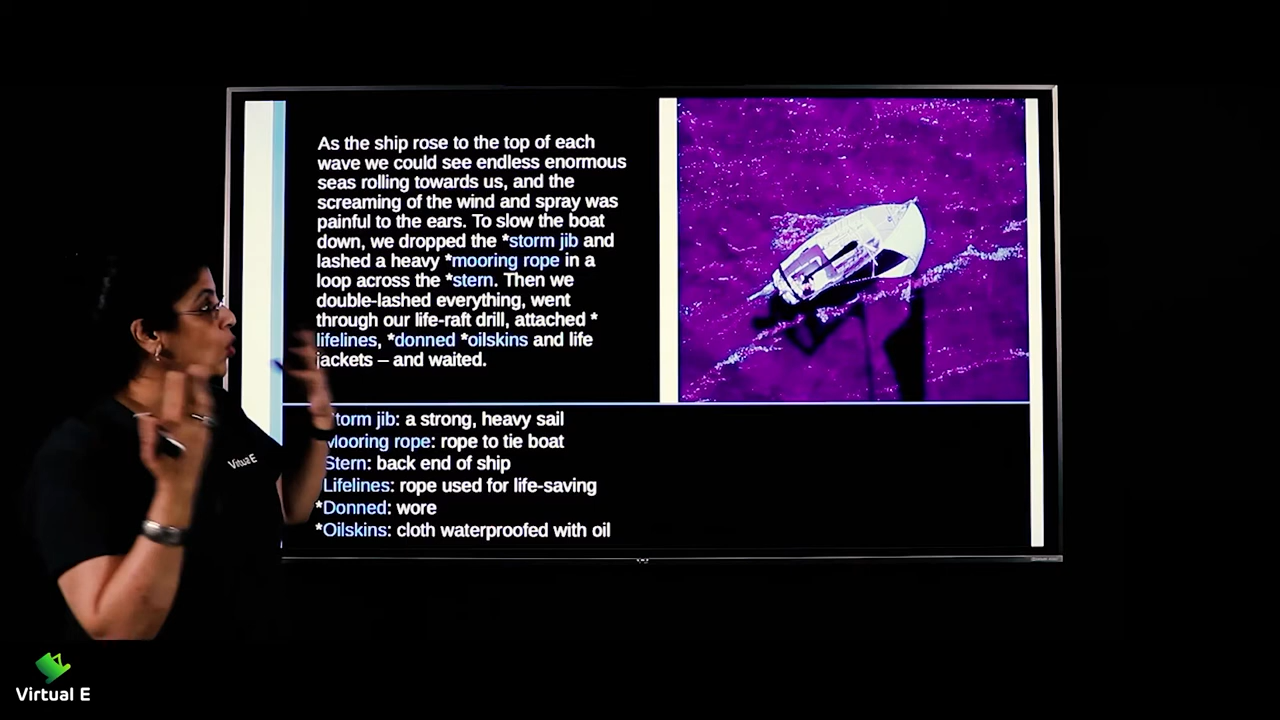 As the ship rose to the top of each
wave we could see endless enormous
seas rolling towards us, and the
screaming of the wind and spray was
painful to the ears. To slow the boat
down, we dropped the *storm jib and
lashed a heavy *mooring rope in a
loop across the *stern. Then we
double-lashed everything, went
through our life-raft drill, attached *
lifelines, *donned *oilskins and life
jackets – and waited.
torm jib: a strong, heavy sail
Mooring rope: rope to tie boat
Stern: back end of ship
Lifelines: rope used for life-saving
*Donned: wore
*Oilskins: cloth waterproofed with oil
Virtual E
Virtual E